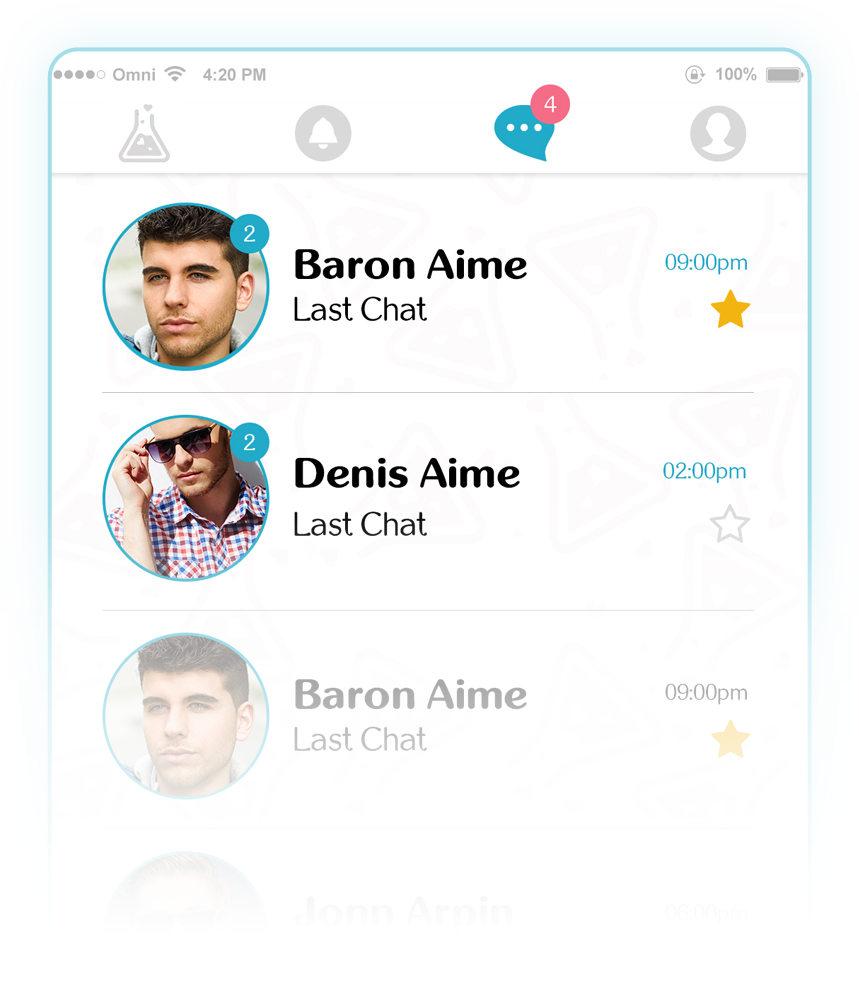 Omni 4:20 PM 100%
4
2
Baron Aime 09:00pm
Last Chat
2
Denis Aime 02:00pm
Last Chat
Baron Aime 09:00pm
Last Chat
Jonn Arpin 06:00pm